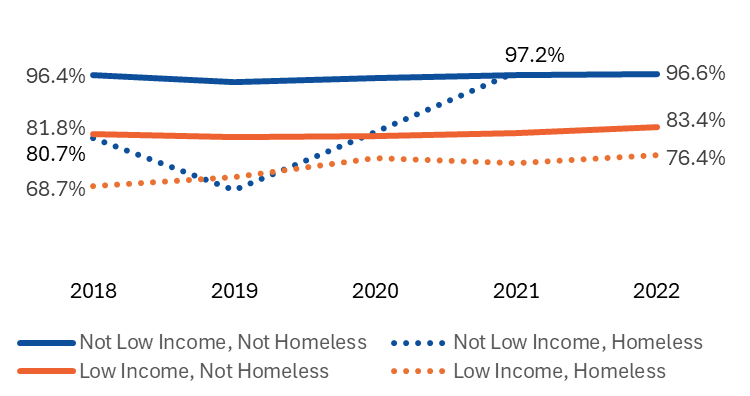 97.2%
96.4%
96.6%
81.8%
83.4%
80.7%
76.4%
68.7%
2018 2019 2020 2021 2022
Not Low Income, Not Homeless Not Low Income, Homeless
Low Income, Not Homeless Low Income, Homeless